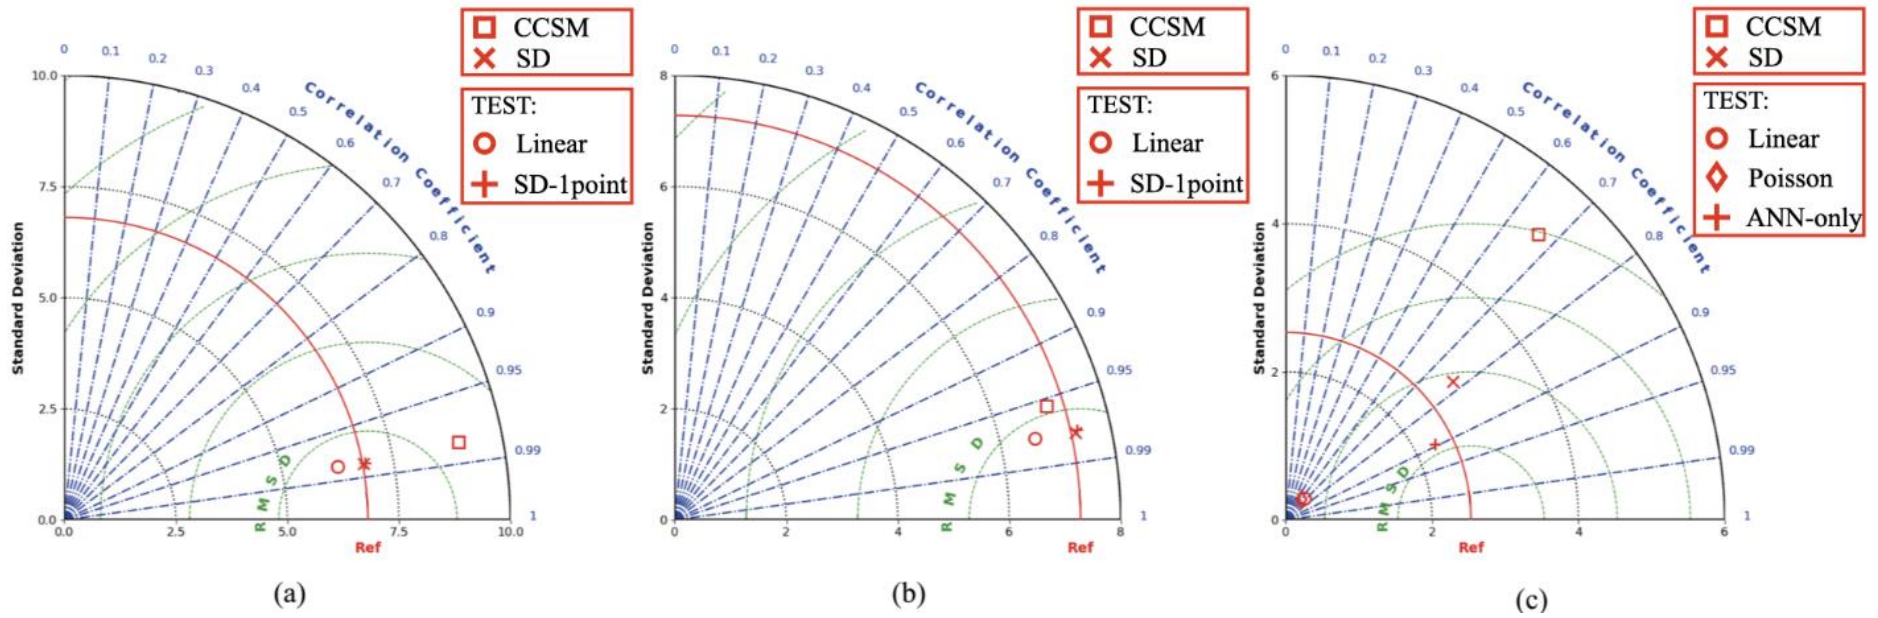 CCSM
SD
TEST:
Linear
SD-1point
0
0.1
0.2
0.3
0.4
0.5
0.6
0.7
0.8
0.9
0.95
0.99
1
Correlation Coefficient
Standard Deviation
10.0
7.5
5.0
2.5
0.0
0.0
2.5
5.0
7.5
10.0
RMSD
Ref
(a)
CCSM
SD
TEST:
Linear
SD-1point
0
0.1
0.2
0.3
0.4
0.5
0.6
0.7
0.8
0.9
0.95
0.99
1
Correlation Coefficient
Standard Deviation
8
6
4
2
0
0
2
4
6
8
RMSD
Ref
(b)
CCSM
SD
TEST:
Linear
Poisson
ANN-only
0
0.1
0.2
0.3
0.4
0.5
0.6
0.7
0.8
0.9
0.95
0.99
1
Correlation Coefficient
Standard Deviation
6
4
2
0
0
2
4
6
RMSD
Ref
(c)